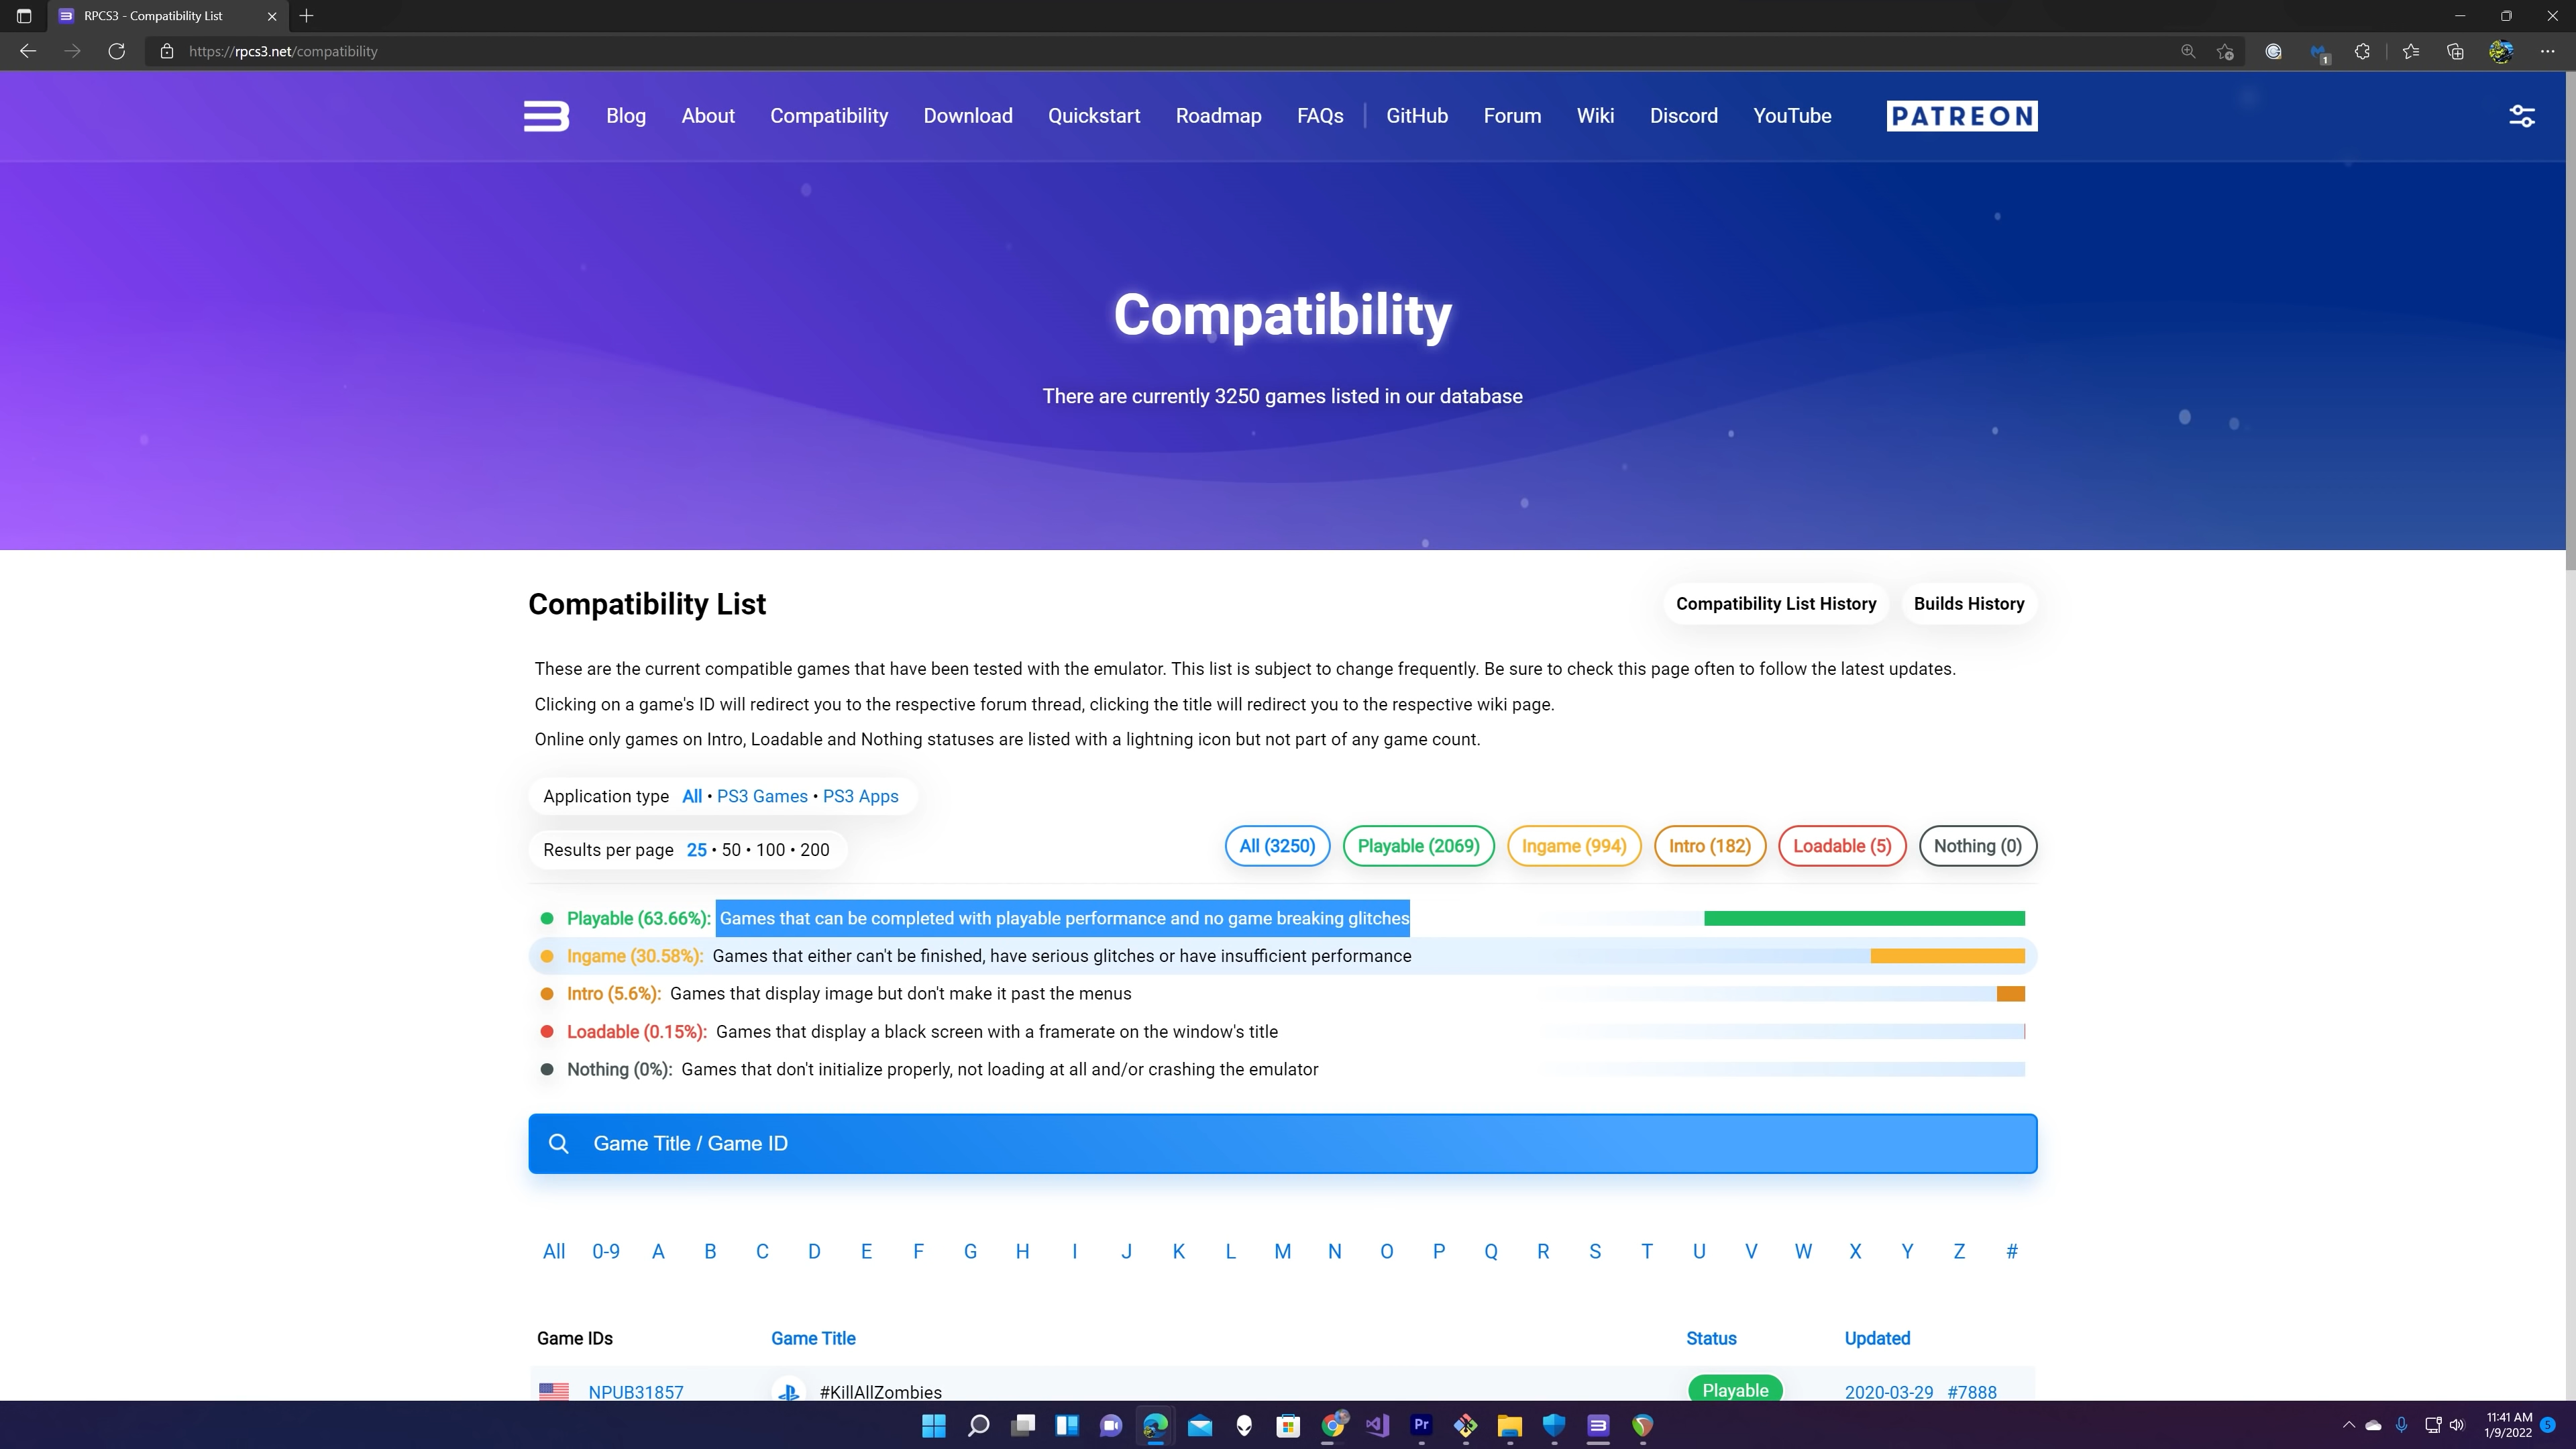 RPCS3 - Compatibility List
https://rpcs3.net/compatibility
1
Blog About Compatibility Download Quickstart Roadmap FAQs GitHub Forum Wiki Discord YouTube PATREON
Compatibility
There are currently 3250 games listed in our database
Compatibility List
Compatibility List History Builds History
These are the current compatible games that have been tested with the emulator. This list is subject to change frequently. Be sure to check this page often to follow the latest updates.
Clicking on a game's ID will redirect you to the respective forum thread, clicking the title will redirect you to the respective wiki page.
Online only games on Intro, Loadable and Nothing statuses are listed with a lightning icon but not part of any game count.
Application type All • PS3 Games • PS3 Apps
Results per page 25 • 50 • 100 • 200
All (3250) Playable (2069) Ingame (994) Intro (182) Loadable (5) Nothing (0)
Playable (63.66%): Games that can be completed with playable performance and no game breaking glitches
Ingame (30.58%): Games that either can't be finished, have serious glitches or have insufficient performance
Intro (5.6%): Games that display image but don't make it past the menus
Loadable (0.15%): Games that display a black screen with a framerate on the window's title
Nothing (0%): Games that don't initialize properly, not loading at all and/or crashing the emulator
Game Title / Game ID
All 0-9 A B C D E F G H I J K L M N O P Q R S T U V W X Y Z #
Game IDs Game Title Status Updated
NPUB31857 #KillAllZombies Playable 2020-03-29 #7888
Pr
11:41 AM
1/9/2022
5